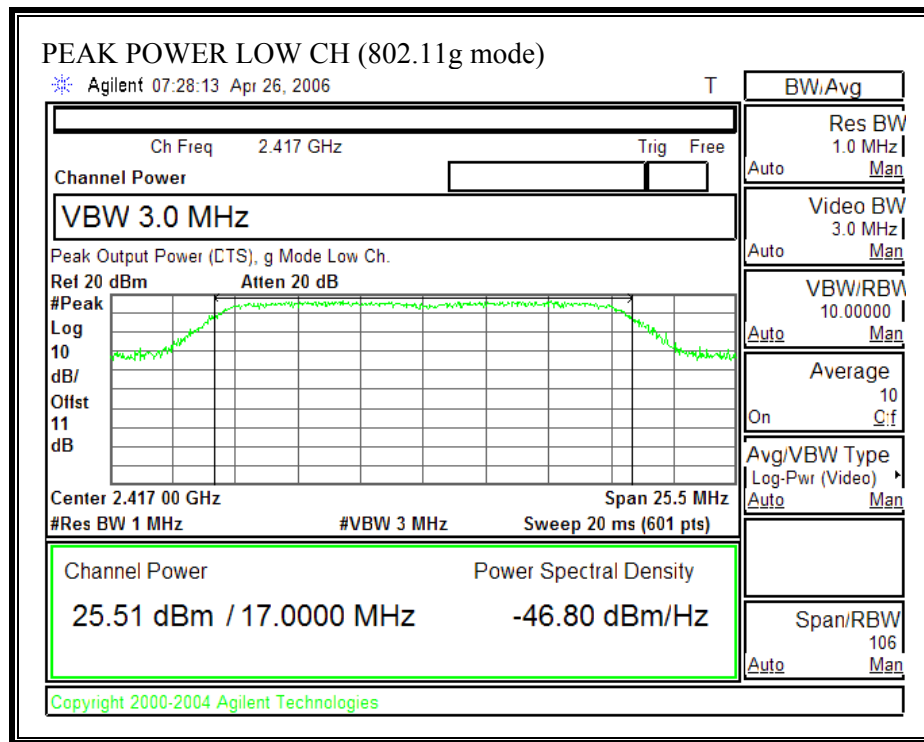 PEAK POWER LOW CH (802.11g mode)
Agilent 07:28:13 Apr 26, 2006 T
Ch Freq 2.417 GHz Trig Free
Channel Power
VBW 3.0 MHz
Peak Output Power (DTS), g Mode Low Ch.
Ref 20 dBm Atten 20 dB
#Peak
Log
10
dB/
Offst
11
dB
Center 2.417 00 GHz Span 25.5 MHz
#Res BW 1 MHz #VBW 3 MHz Sweep 20 ms (601 pts)
Channel Power Power Spectral Density
25.51 dBm / 17.0000 MHz -46.80 dBm/Hz
Copyright 2000-2004 Agilent Technologies
BW/Avg
Res BW
1.0 MHz
Auto Man
Video BW
3.0 MHz
Auto Man
VBW/RBW
10.00000
Auto Man
Average
10
On Off
Avg/VBW Type
Log-Pwr (Video)
Auto Man
Span/RBW
106
Auto Man